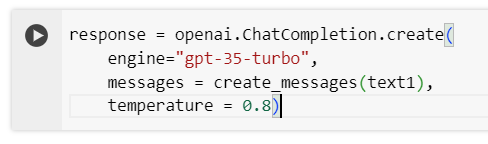 response = openai.ChatCompletion.create(
    engine="gpt-35-turbo",
    messages = create_messages(text1),
    temperature = 0.8)